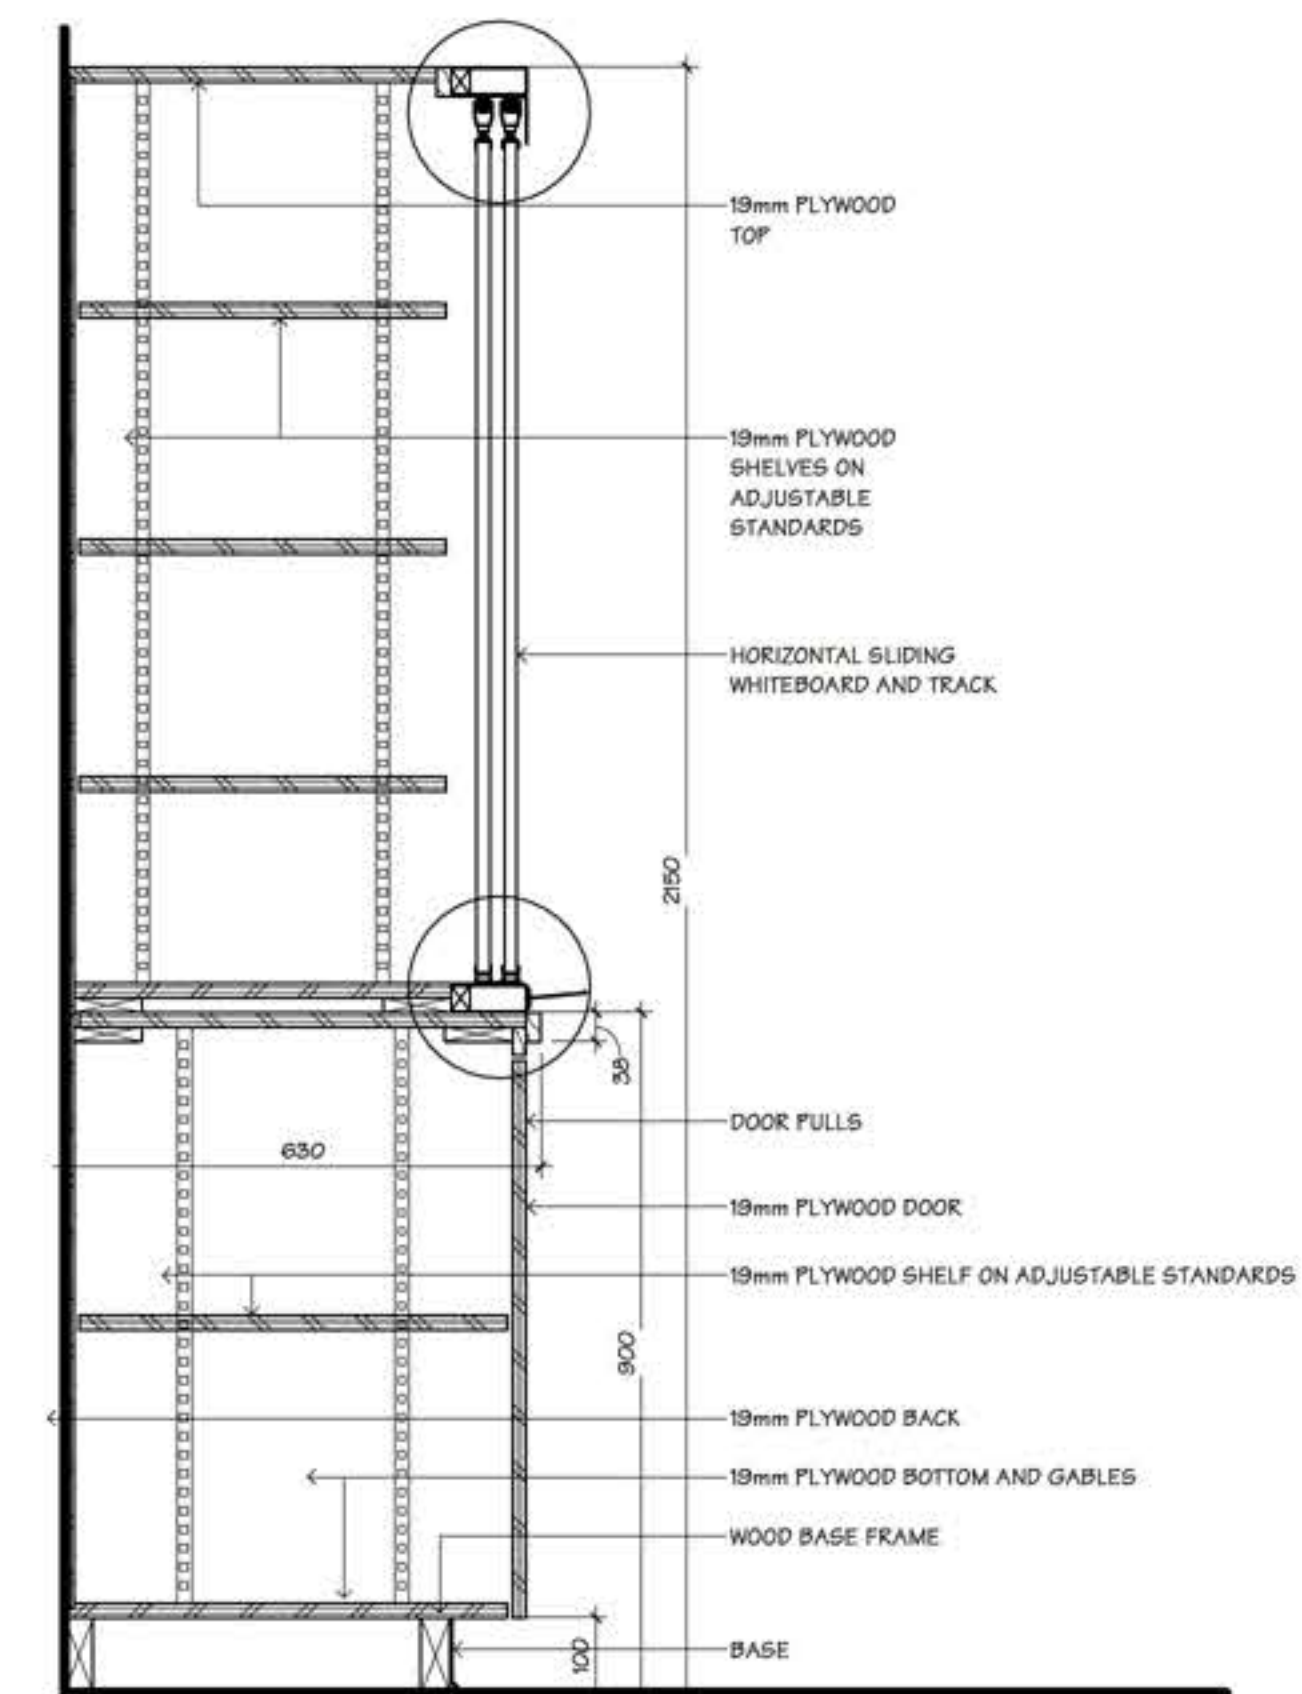 19mm PLYWOOD
TOP
19mm PLYWOOD
SHELVES ON
ADJUSTABLE
STANDARDS
HORIZONTAL SLIDING
WHITEBOARD AND TRACK
2150
38
DOOR PULLS
630
19mm PLYWOOD DOOR
19mm PLYWOOD SHELF ON ADJUSTABLE STANDARDS
900
19mm PLYWOOD BACK
19mm PLYWOOD BOTTOM AND GABLES
WOOD BASE FRAME
100
BASE